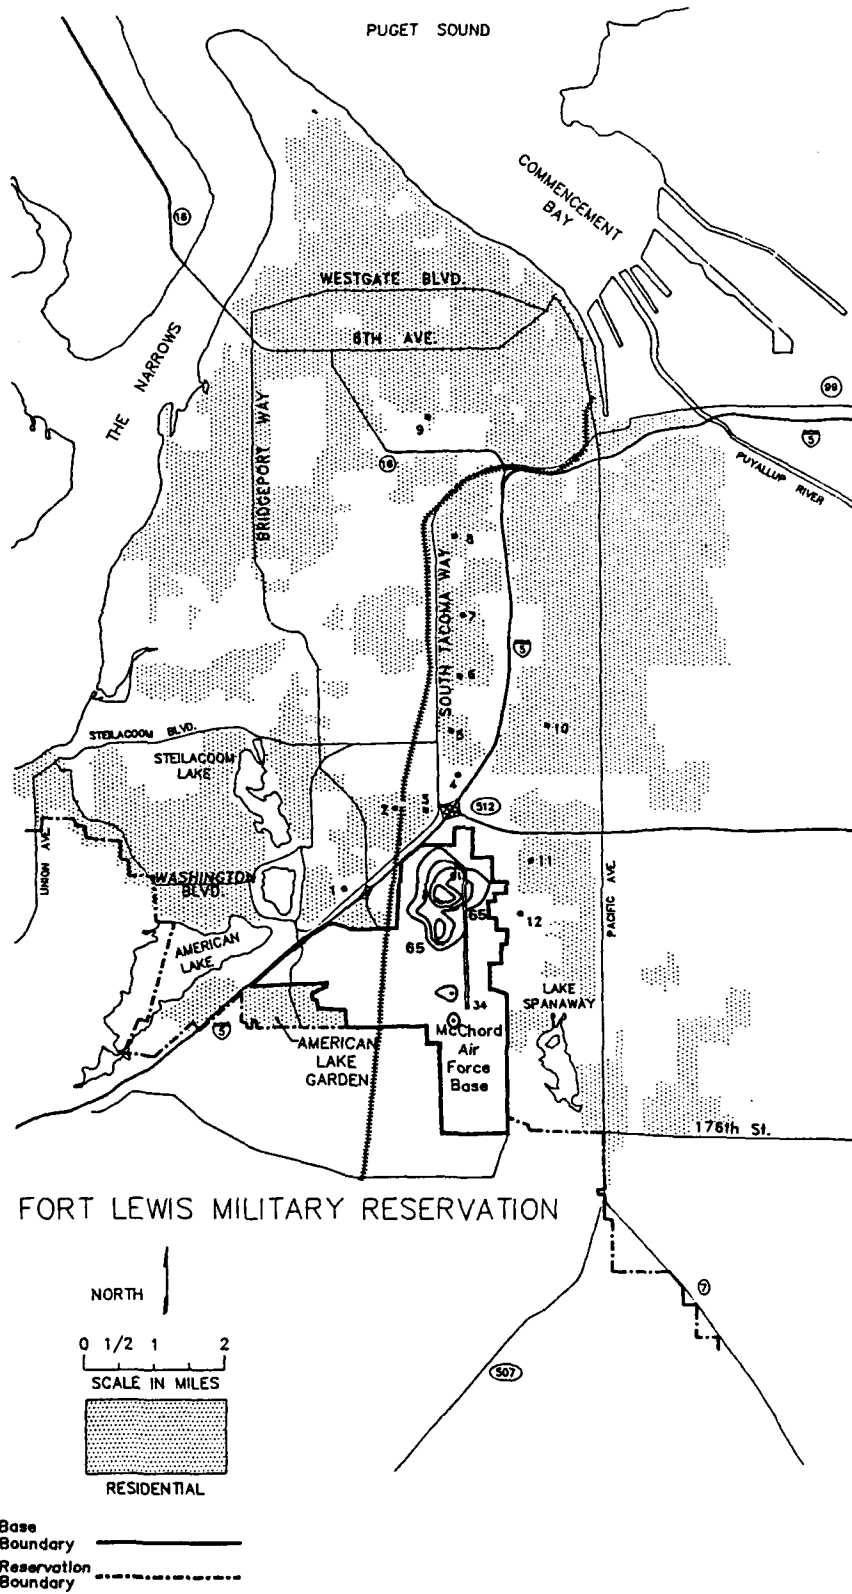 PUGET SOUND
COMMENCEMENT
BAY
16
WESTGATE BLVD.
6TH AVE.
THE NARROWS
99
5
BRIDGEPORT WAY
9
16
PUYALLUP RIVER
8
SOUTH TACOMA WAY
7
5
6
10
5
STEILACOOM BLVD.
STEILACOOM
LAKE
4
2
3
512
UNION AVE.
WASHINGTON
BLVD.
1
11
PACIFIC AVE.
65
12
65
AMERICAN
LAKE
LAKE
SPANAWAY
34
5
McChord
Air
Force
Base
AMERICAN
LAKE
GARDEN
176th St.
FORT LEWIS MILITARY RESERVATION
NORTH
7
0 1/2 1 2
SCALE IN MILES
507
RESIDENTIAL
Base
Boundary
Reservation
Boundary